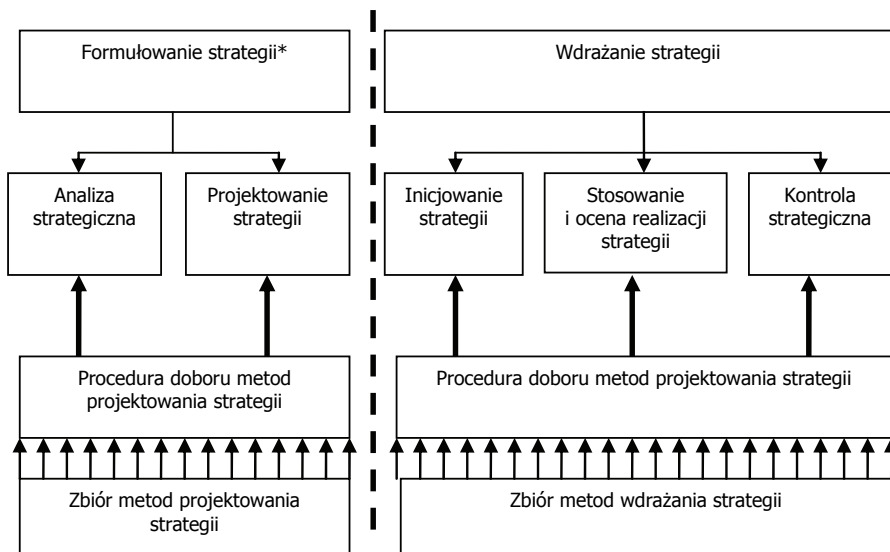 Formułowanie strategii*
Wdrażanie strategii
Analiza
strategiczna
Projektowanie
strategii
Inicjowanie
strategii
Stosowanie
i ocena realizacji
strategii
Kontrola
strategiczna
Procedura doboru metod
projektowania strategii
Procedura doboru metod projektowania strategii
Zbiór metod projektowania
strategii
Zbiór metod wdrażania strategii